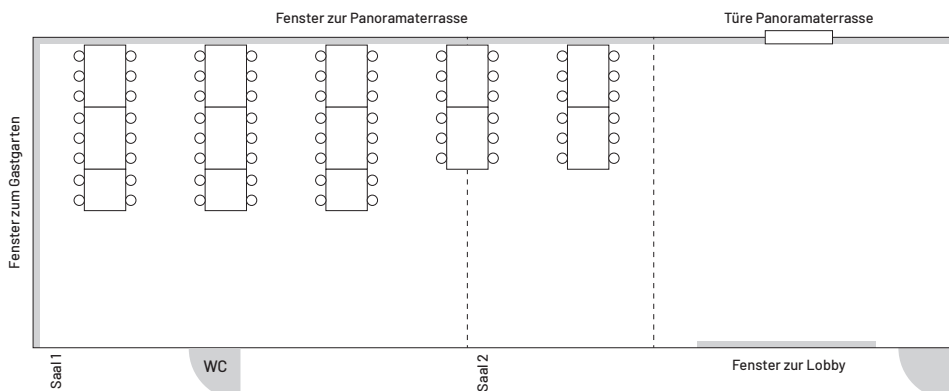 Fenster zur Panoramaterrasse
Türe Panoramaterrasse
Fenster zum Gastgarten
Saal 1
WC
Saal 2
Fenster zur Lobby